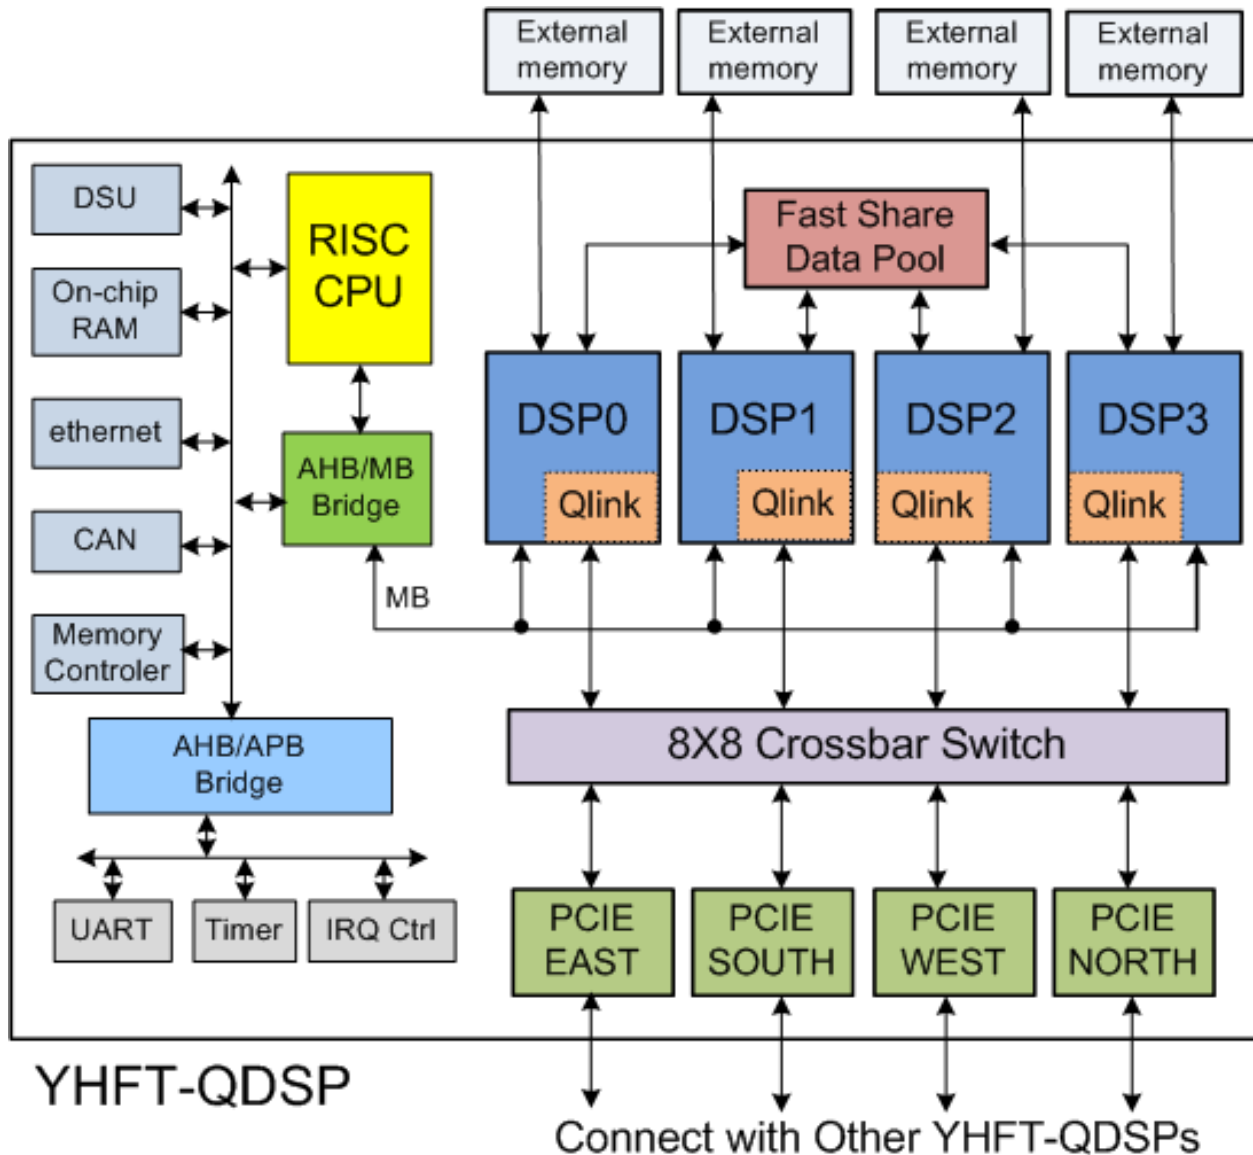 External
memory
External
memory
External
memory
External
memory
DSU
RISC
CPU
Fast Share
Data Pool
On-chip
RAM
ethernet
AHB/MB
Bridge
DSP0
DSP1
DSP2
DSP3
Qlink
Qlink
Qlink
Qlink
CAN
MB
Memory
Controler
AHB/APB
Bridge
8X8 Crossbar Switch
UART
Timer
IRQ Ctrl
PCIE
EAST
PCIE
SOUTH
PCIE
WEST
PCIE
NORTH
YHFT-QDSP
Connect with Other YHFT-QDSPs